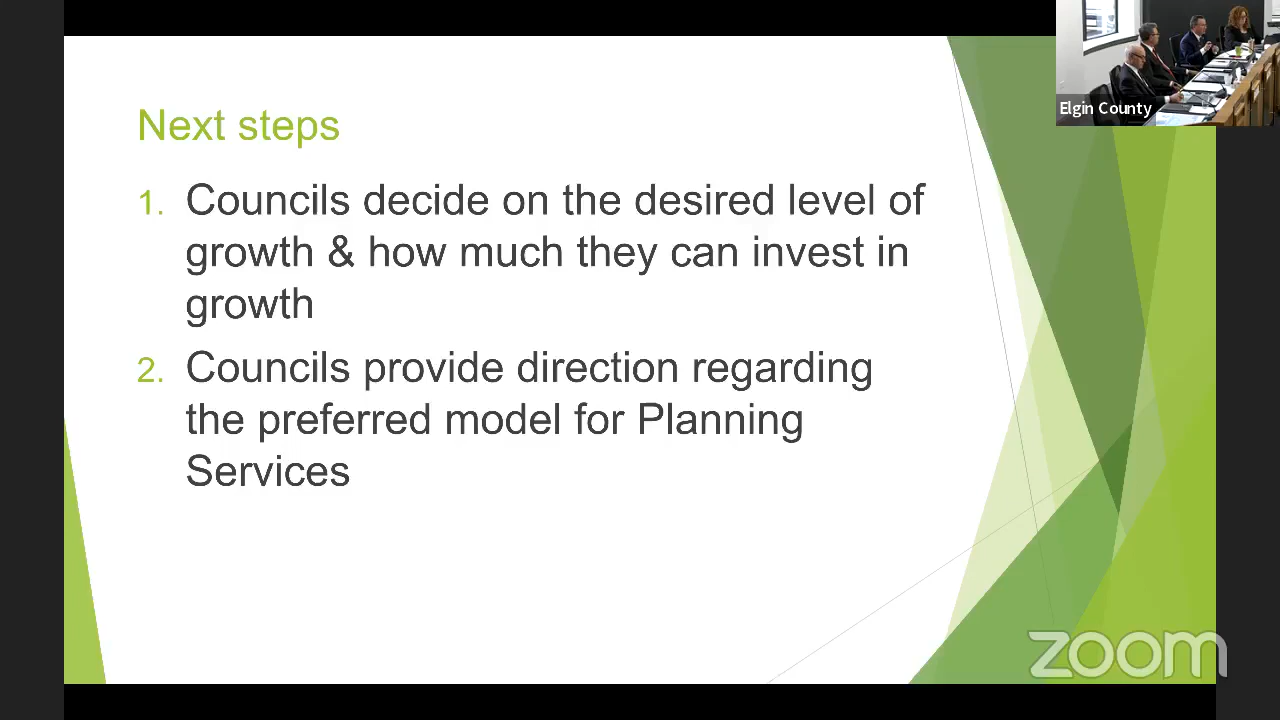 Elgin County
Next steps
1. Councils decide on the desired level of
growth & how much they can invest in
growth
2. Councils provide direction regarding
the preferred model for Planning
Services
zoom